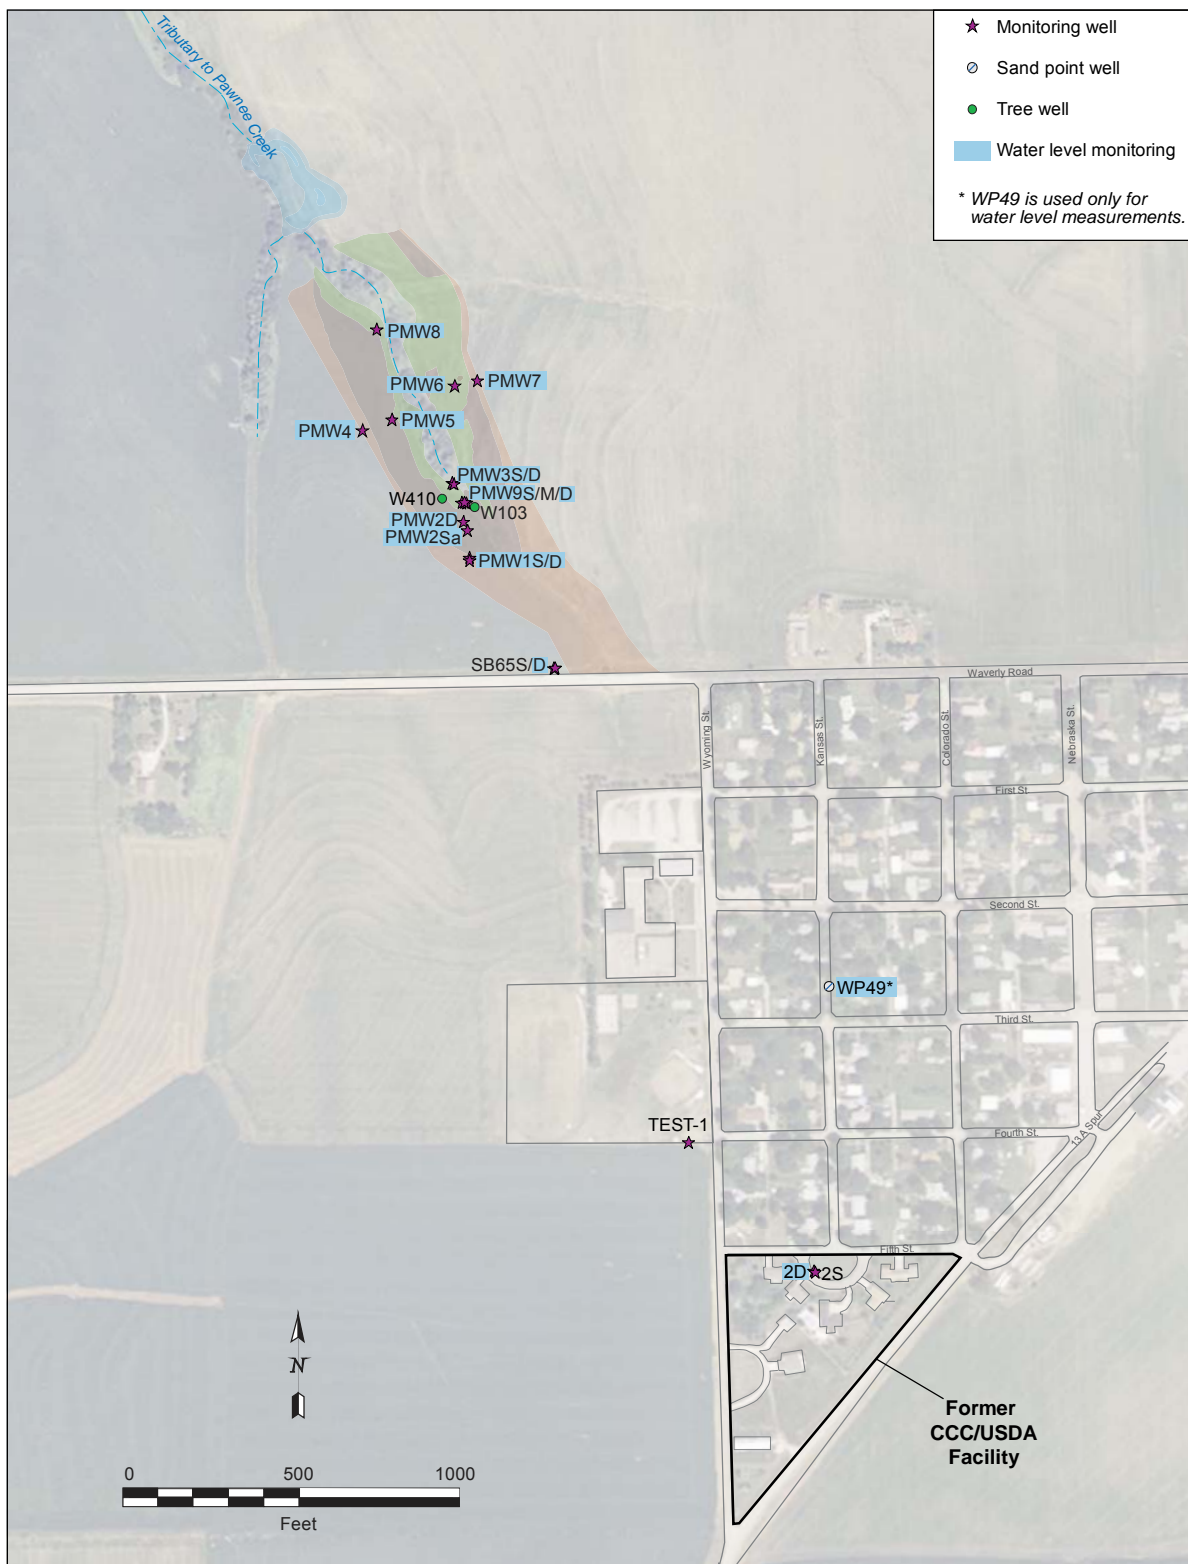 Monitoring well
Sand point well
Tree well
Water level monitoring
* WP49 is used only for
water level measurements.
Tributary to Pawnee Creek
PMW8
PMW6
PMW7
PMW5
PMW4
PMW3S/D
W410
PMW9S/M/D
W103
PMW2D
PMW2Sa
PMW1S/D
SB65S/D
Waverly Road
Wyoming St.
Kansas St.
Colorado St.
Nebraska St.
First St.
Second St.
WP49*
Third St.
TEST-1
Fourth St.
13 A Spur
Fifth St.
2D
2S
N
Former
CCC/USDA
Facility
0 500 1000
Feet